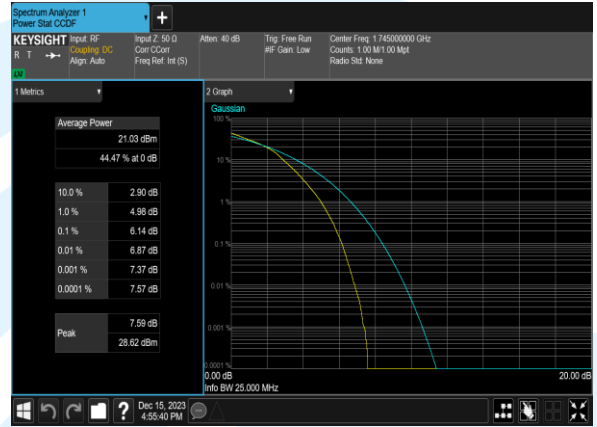 Spectrum Analyzer 1
Power Stat CCDF
KEYSIGHT
R T
LW
Input: RF
Coupling: DC
Align: Auto
Input Z: 50 Ω
Corr CCorr
Freq Ref: Int (S)
Atten: 40 dB
Trig: Free Run
#IF Gain: Low
Center Freq: 1.745000000 GHz
Counts: 1.00 M/1.00 Mpt
Radio Std: None
1 Metrics
Average Power
21.03 dBm
44.47 % at 0 dB
10.0 % 2.90 dB
1.0 % 4.98 dB
0.1 % 6.14 dB
0.01 % 6.87 dB
0.001 % 7.37 dB
0.0001 % 7.57 dB
Peak
7.59 dB
28.62 dBm
2 Graph
Gaussian
100 %
10 %
1 %
0.1 %
0.01 %
0.001 %
0.0001 %
0.00 dB
20.00 dB
Info BW 25.000 MHz
Dec 15, 2023
4:55:40 PM